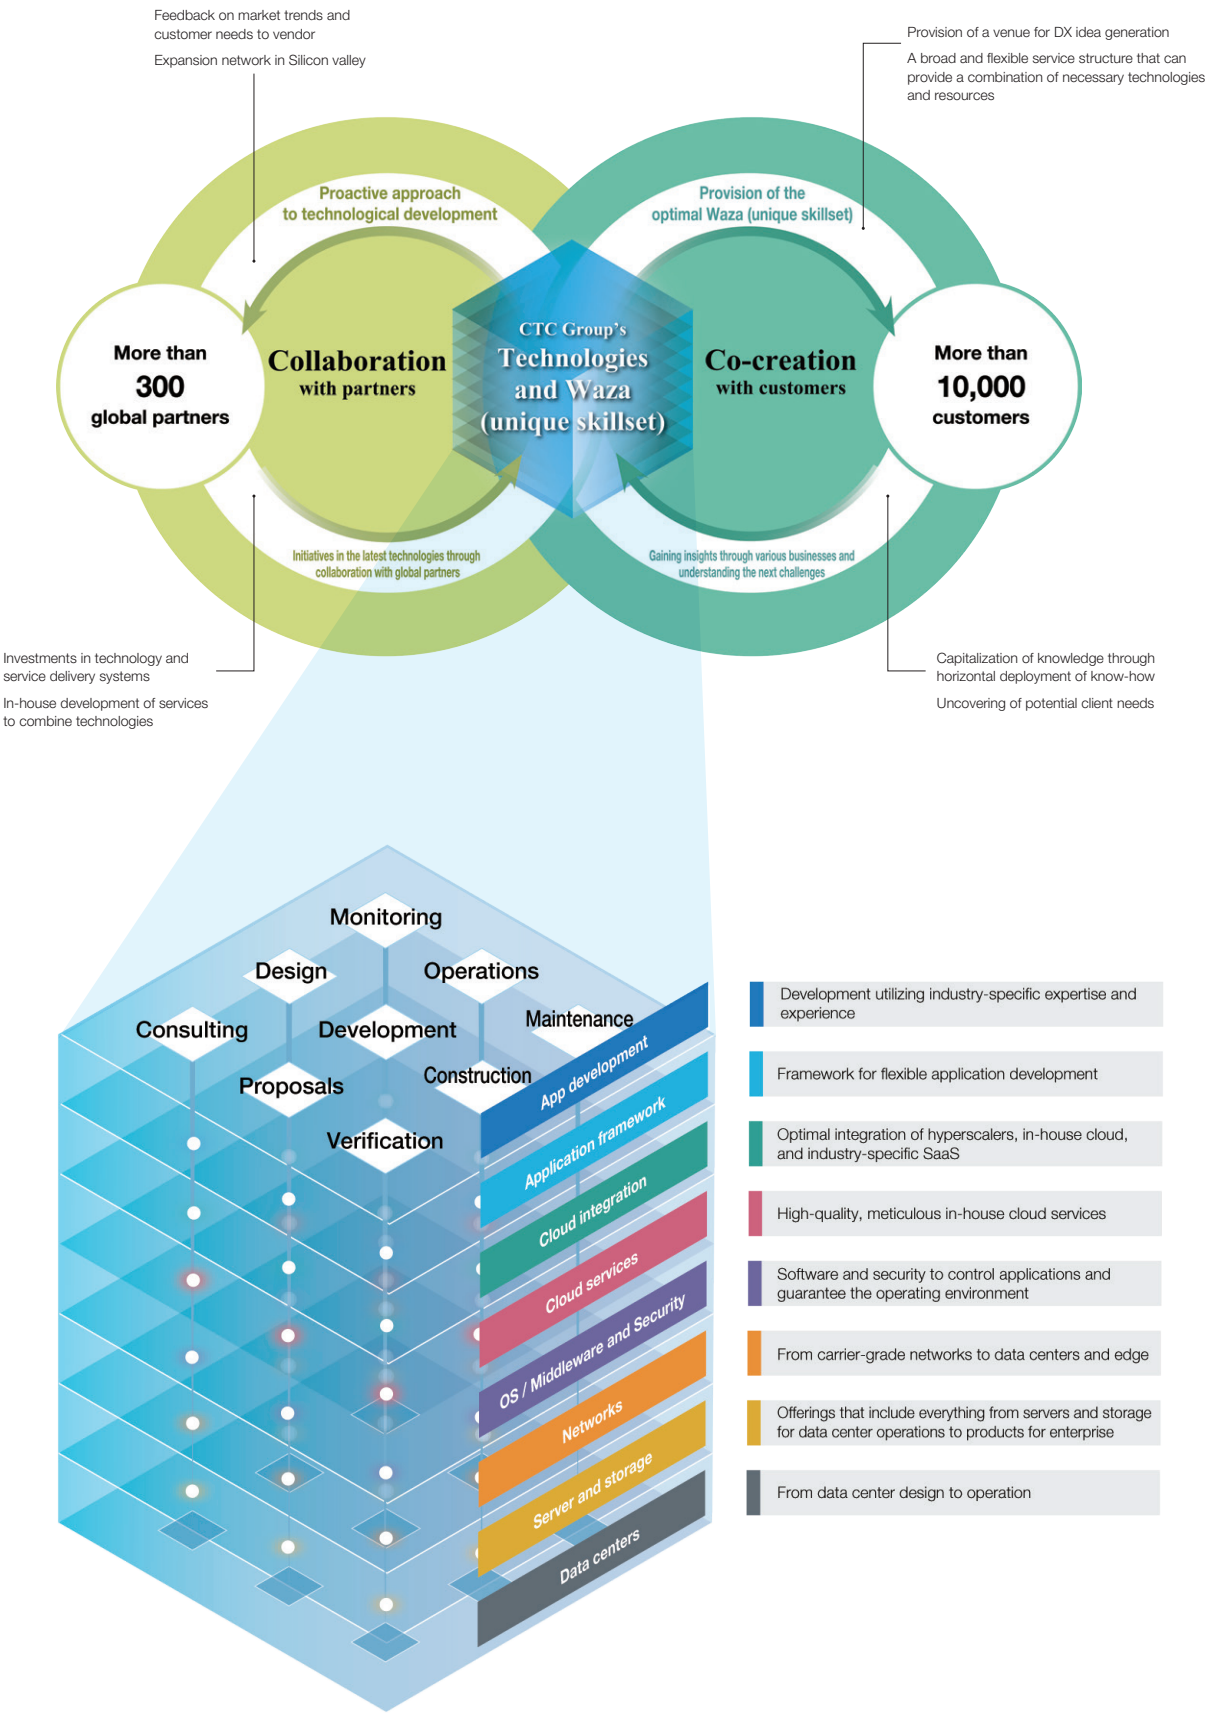 Feedback on market trends and
customer needs to vendor
Expansion network in Silicon valley
Provision of a venue for DX idea generation
A broad and flexible service structure that can
provide a combination of necessary technologies
and resources
Proactive approach
to technological development
Provision of the
optimal Waza (unique skillset)
More than
300
global partners
Collaboration
with partners
CTC Group's
Technologies
and Waza
(unique skillset)
Co-creation
with customers
More than
10,000
customers
Initiatives in the latest technologies through
collaboration with global partners
Gaining insights through various businesses and
understanding the next challenges
Investments in technology and
service delivery systems
In-house development of services
to combine technologies
Capitalization of knowledge through
horizontal deployment of know-how
Uncovering of potential client needs
Monitoring
Design
Operations
Consulting
Development
Maintenance
Proposals
Construction
Verification
App development
Development utilizing industry-specific expertise and
experience
Application framework
Framework for flexible application development
Cloud integration
Optimal integration of hyperscalers, in-house cloud,
and industry-specific SaaS
Cloud services
High-quality, meticulous in-house cloud services
OS / Middleware and Security
Software and security to control applications and
guarantee the operating environment
Networks
From carrier-grade networks to data centers and edge
Server and storage
Offerings that include everything from servers and storage
for data center operations to products for enterprise
Data centers
From data center design to operation